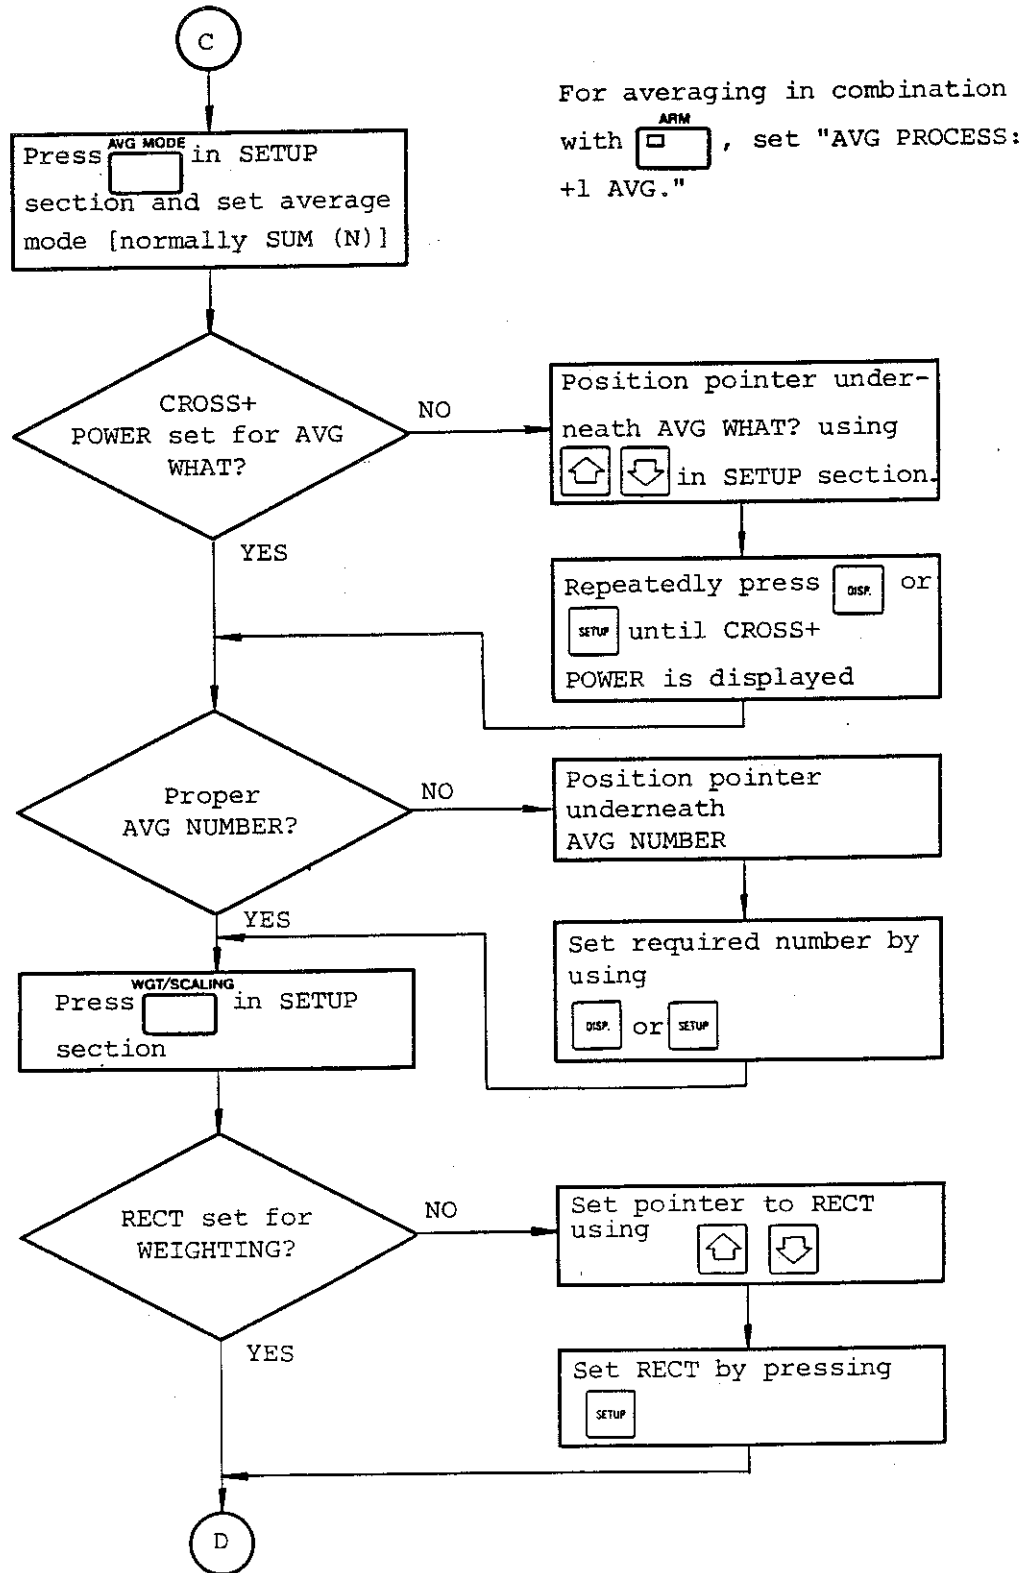 C
For averaging in combination
ARM
with , set "AVG PROCESS:
+1 AVG."
AVG MODE
Press in SETUP
section and set average
mode [normally SUM (N)]
CROSS+
POWER set for AVG
WHAT?
NO
YES
Position pointer under-
neath AVG WHAT? using
in SETUP section.
Repeatedly press DISP. or
SETUP until CROSS+
POWER is displayed
Proper
AVG NUMBER?
NO
YES
Position pointer
underneath
AVG NUMBER
Set required number by
using
DISP. or SETUP
WGT/SCALING
Press in SETUP
section
RECT set for
WEIGHTING?
NO
YES
Set pointer to RECT
using
Set RECT by pressing
SETUP
D